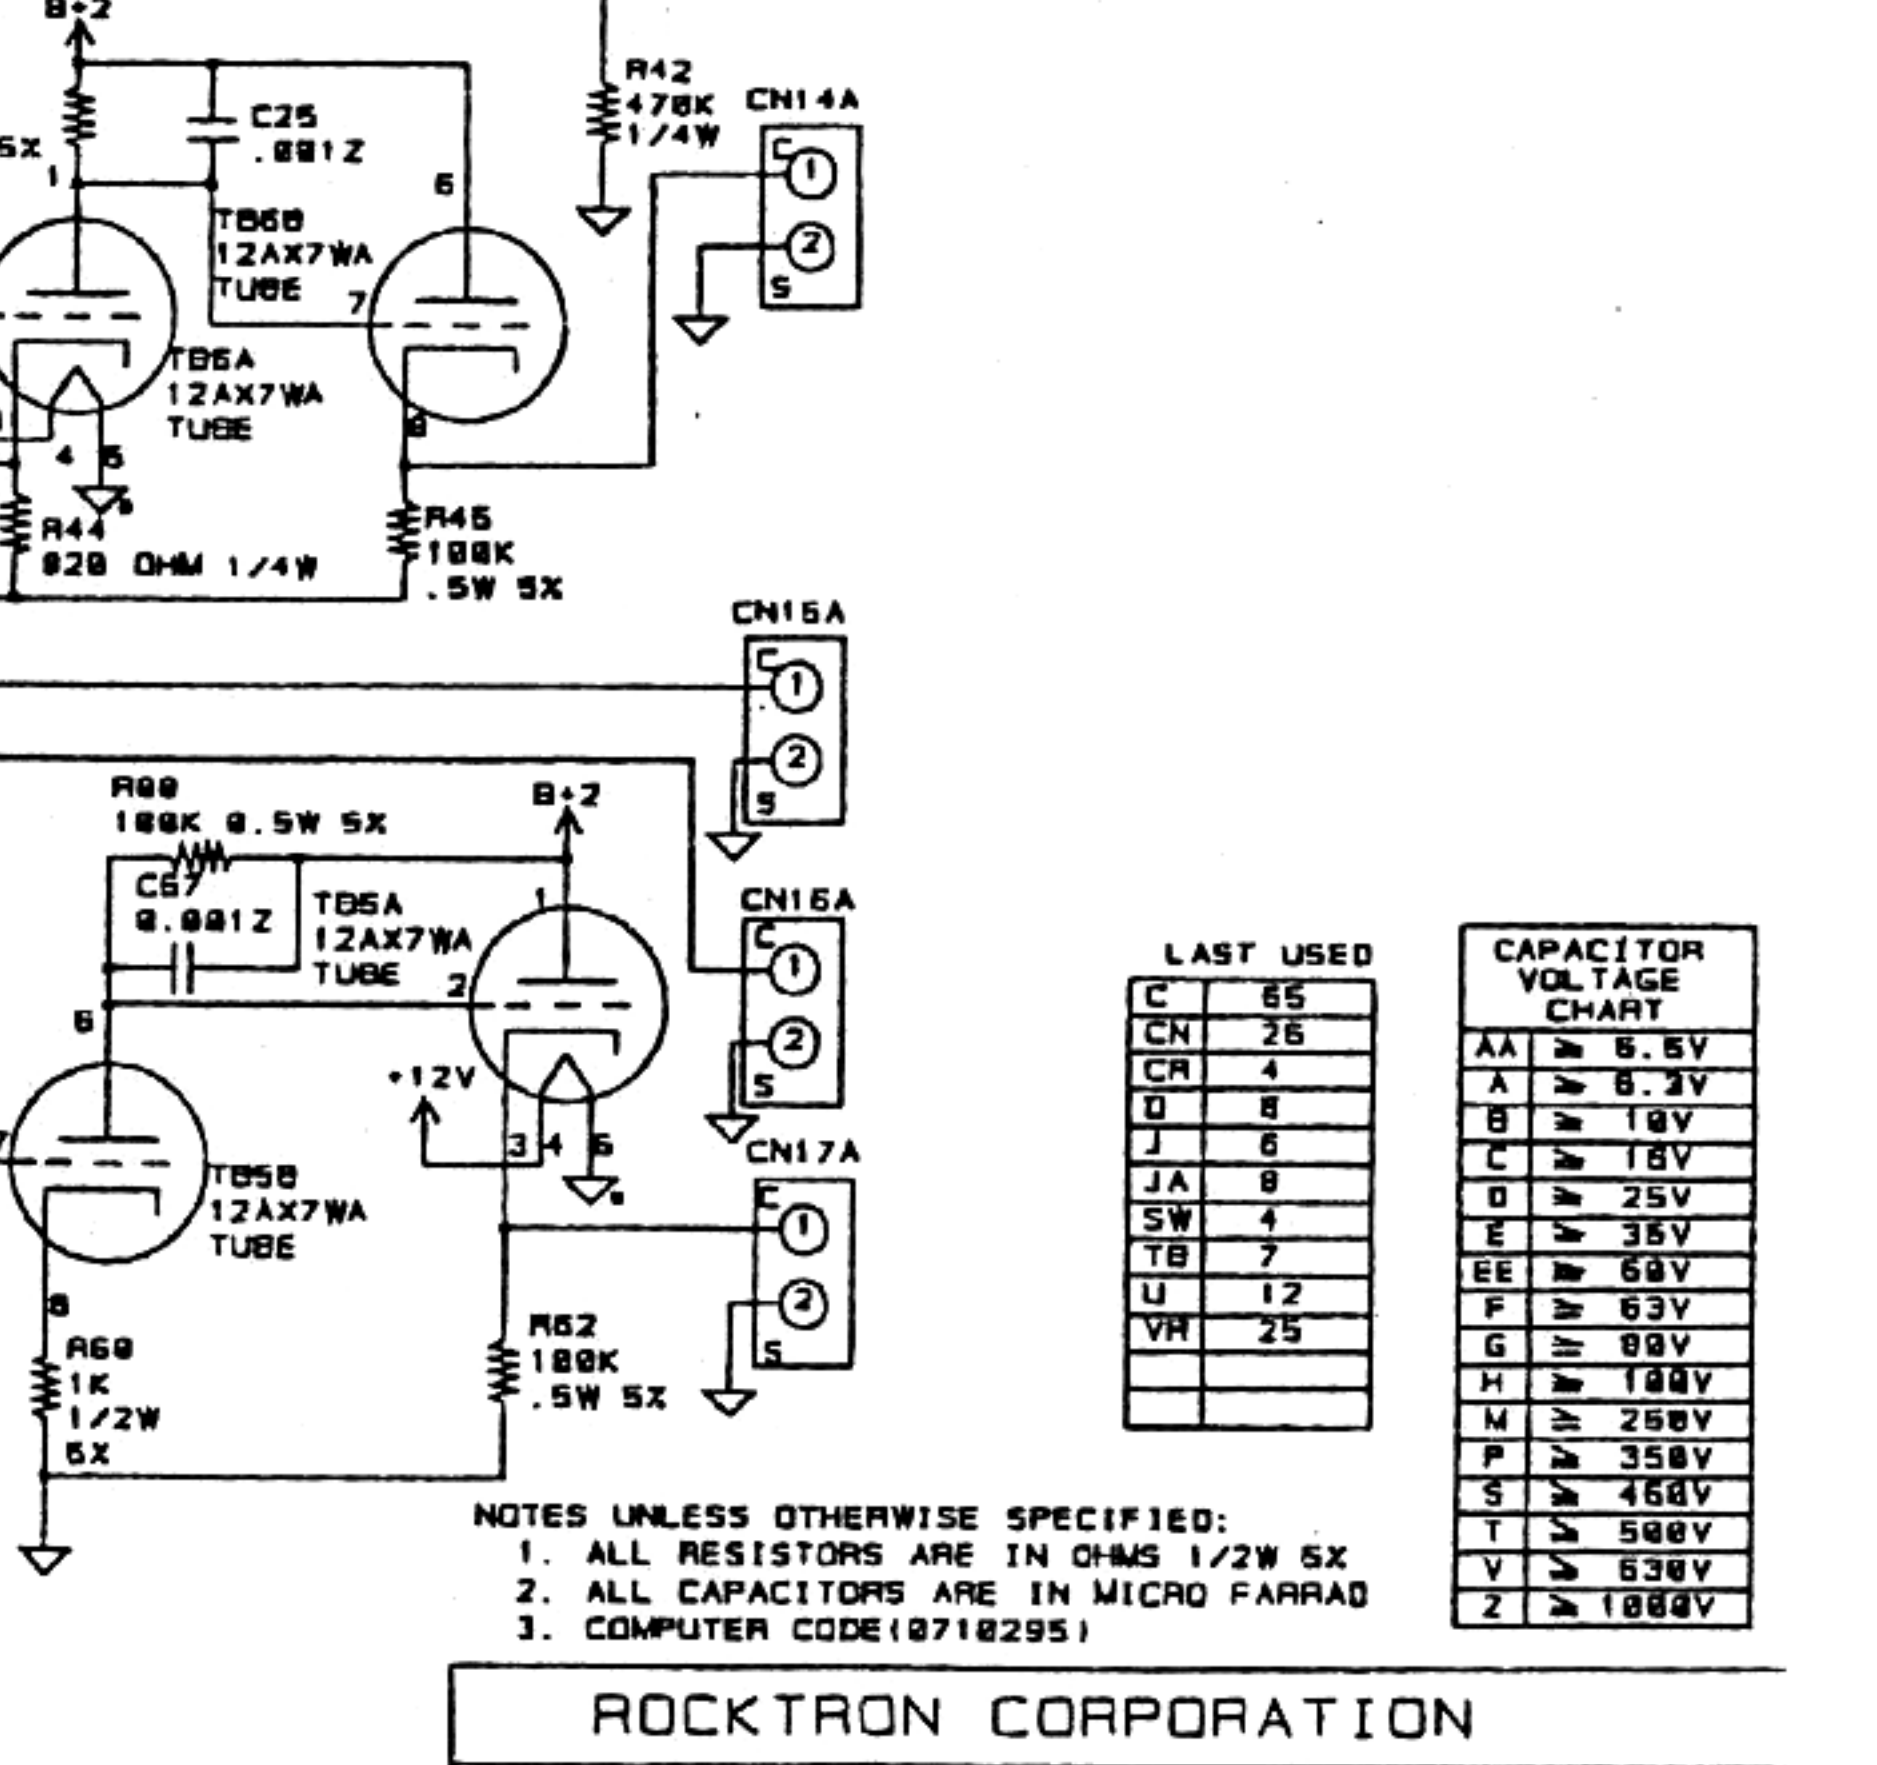 B+2
R42
470K
1/4W
CN14A
C25
.001Z
5%
1
6
C
1
2
S
TB6B
12AX7WA
TUBE
7
TB6A
12AX7WA
TUBE
8
4
5
R44
820 OHM 1/4W
R45
100K
.5W 5%
CN15A
C
1
2
S
100K 0.5W 5%
B+2
C67
0.001Z
1
TB5A
12AX7WA
TUBE
2
6
CN16A
C
1
2
S
+12V
3
4
5
7
TB5B
12AX7WA
TUBE
8
CN17A
C
1
2
S
R60
1K
1/2W
5%
R62
100K
.5W 5%
LAST USED
C 65
CN 26
CR 4
D 8
J 6
JA 8
SW 4
TB 7
U 12
25
CAPACITOR
VOLTAGE
CHART
AA ≥
A ≥ 6.3V
B ≥ 10V
C ≥ 16V
D ≥ 25V
E ≥ 35V
EE ≥
F ≥ 63V
G ≥ 80V
H ≥ 100V
M ≥ 250V
P ≥ 350V
S ≥
T ≥ 500V
V ≥ 630V
Z ≥ 1000V
NOTES UNLESS OTHERWISE SPECIFIED:
1. ALL RESISTORS ARE IN OHMS 1/2W 5%
2. ALL CAPACITORS ARE IN MICRO FARRAD
3. COMPUTER CODE(0710295)
ROCKTRON CORPORATION